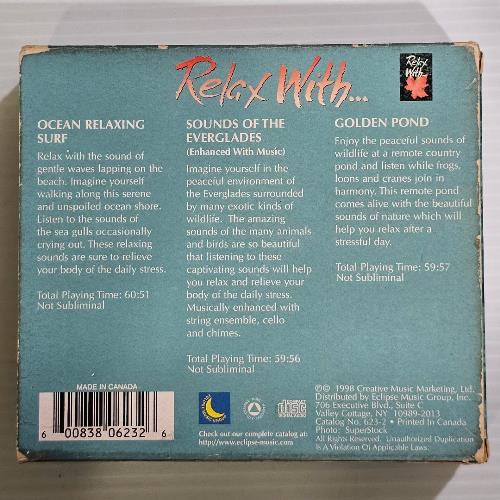 Relax With...
Relax
With...
OCEAN RELAXING
SURF
Relax with the sound of
gentle waves lapping on the
beach. Imagine yourself
walking along this serene
and unspoiled ocean shore.
Listen to the sounds of
the sea gulls occasionally
crying out. These relaxing
sounds are sure to relieve
your body of the daily stress.
Total Playing Time: 60:51
Not Subliminal
SOUNDS OF THE
EVERGLADES
(Enhanced With Music)
Imagine yourself in the
peaceful environment of
the Everglades surrounded
by many exotic kinds of
wildlife. The amazing
sounds of the many animals
and birds are so beautiful
that listening to these
captivating sounds will help
you relax and relieve your
body of the daily stress.
Musically enhanced with
string ensemble, cello
and chimes.
Total Playing Time: 59:56
Not Subliminal
GOLDEN POND
Enjoy the peaceful sounds of
wildlife at a remote country
pond and listen while frogs,
loons and cranes join in
harmony. This remote pond
comes alive with the beautiful
sounds of nature which will
help you relax after a
stressful day.
Total Playing Time: 59:57
Not Subliminal
MADE IN CANADA
6 00838 06232 6
COMPACT
disc
Check out our complete catalog at:
http://www.eclipse-music.com
℗© 1998 Creative Music Marketing, Ltd.
Distributed by Eclipse Music Group, Inc.
706 Executive Blvd., Suite C
Valley Cottage, NY 10989-2013
Catalog No. 623-2 • Printed In Canada
Photo: SuperStock
All Rights Reserved. Unauthorized Duplication
Is A Violation Of Applicable Laws.